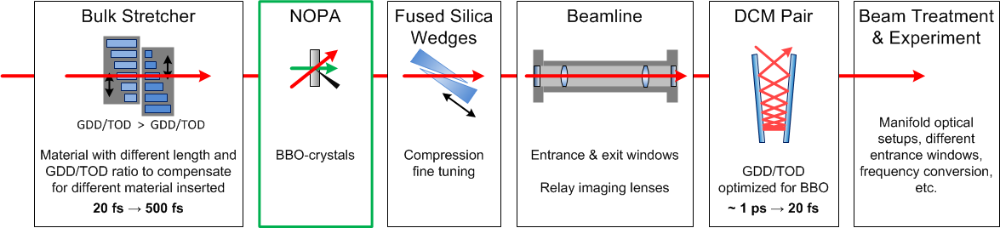 Bulk Stretcher
GDD/TOD > GDD/TOD
Material with different length and
GDD/TOD ratio to compensate
for different material inserted
20 fs → 500 fs
NOPA
BBO-crystals
Fused Silica
Wedges
Compression
fine tuning
Beamline
Entrance & exit windows
Relay imaging lenses
DCM Pair
GDD/TOD
optimized for BBO
~ 1 ps → 20 fs
Beam Treatment
& Experiment
Manifold optical
setups, different
entrance windows,
frequency conversion,
etc.